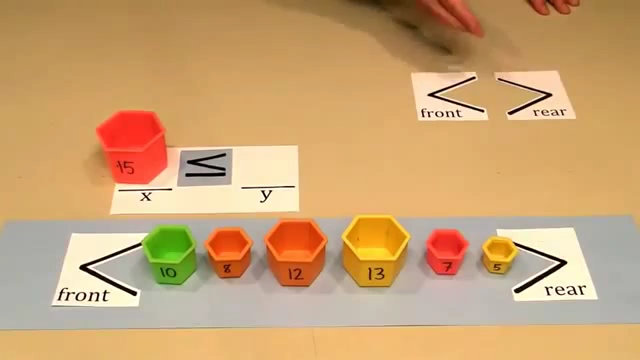 < >
front rear
15 ≤
x y
< 10 8 12 13 7 5 >
front rear